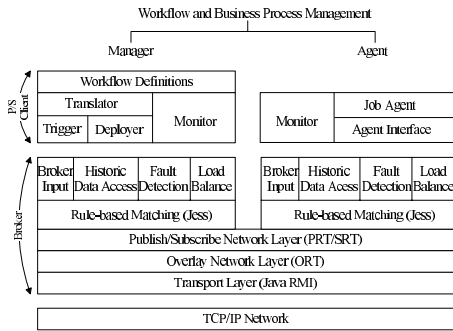 Workflow and Business Process Management
Manager
Agent
P/S
Client
Workflow Definitions
Translator
Trigger
Deployer
Monitor
Monitor
Job Agent
Agent Interface
Broker
Broker
Input
Historic
Data Access
Fault
Detection
Load
Balance
Broker
Input
Historic
Data Access
Fault
Detection
Load
Balance
Rule-based Matching (Jess)
Rule-based Matching (Jess)
Publish/Subscribe Network Layer (PRT/SRT)
Overlay Network Layer (ORT)
Transport Layer (Java RMI)
TCP/IP Network